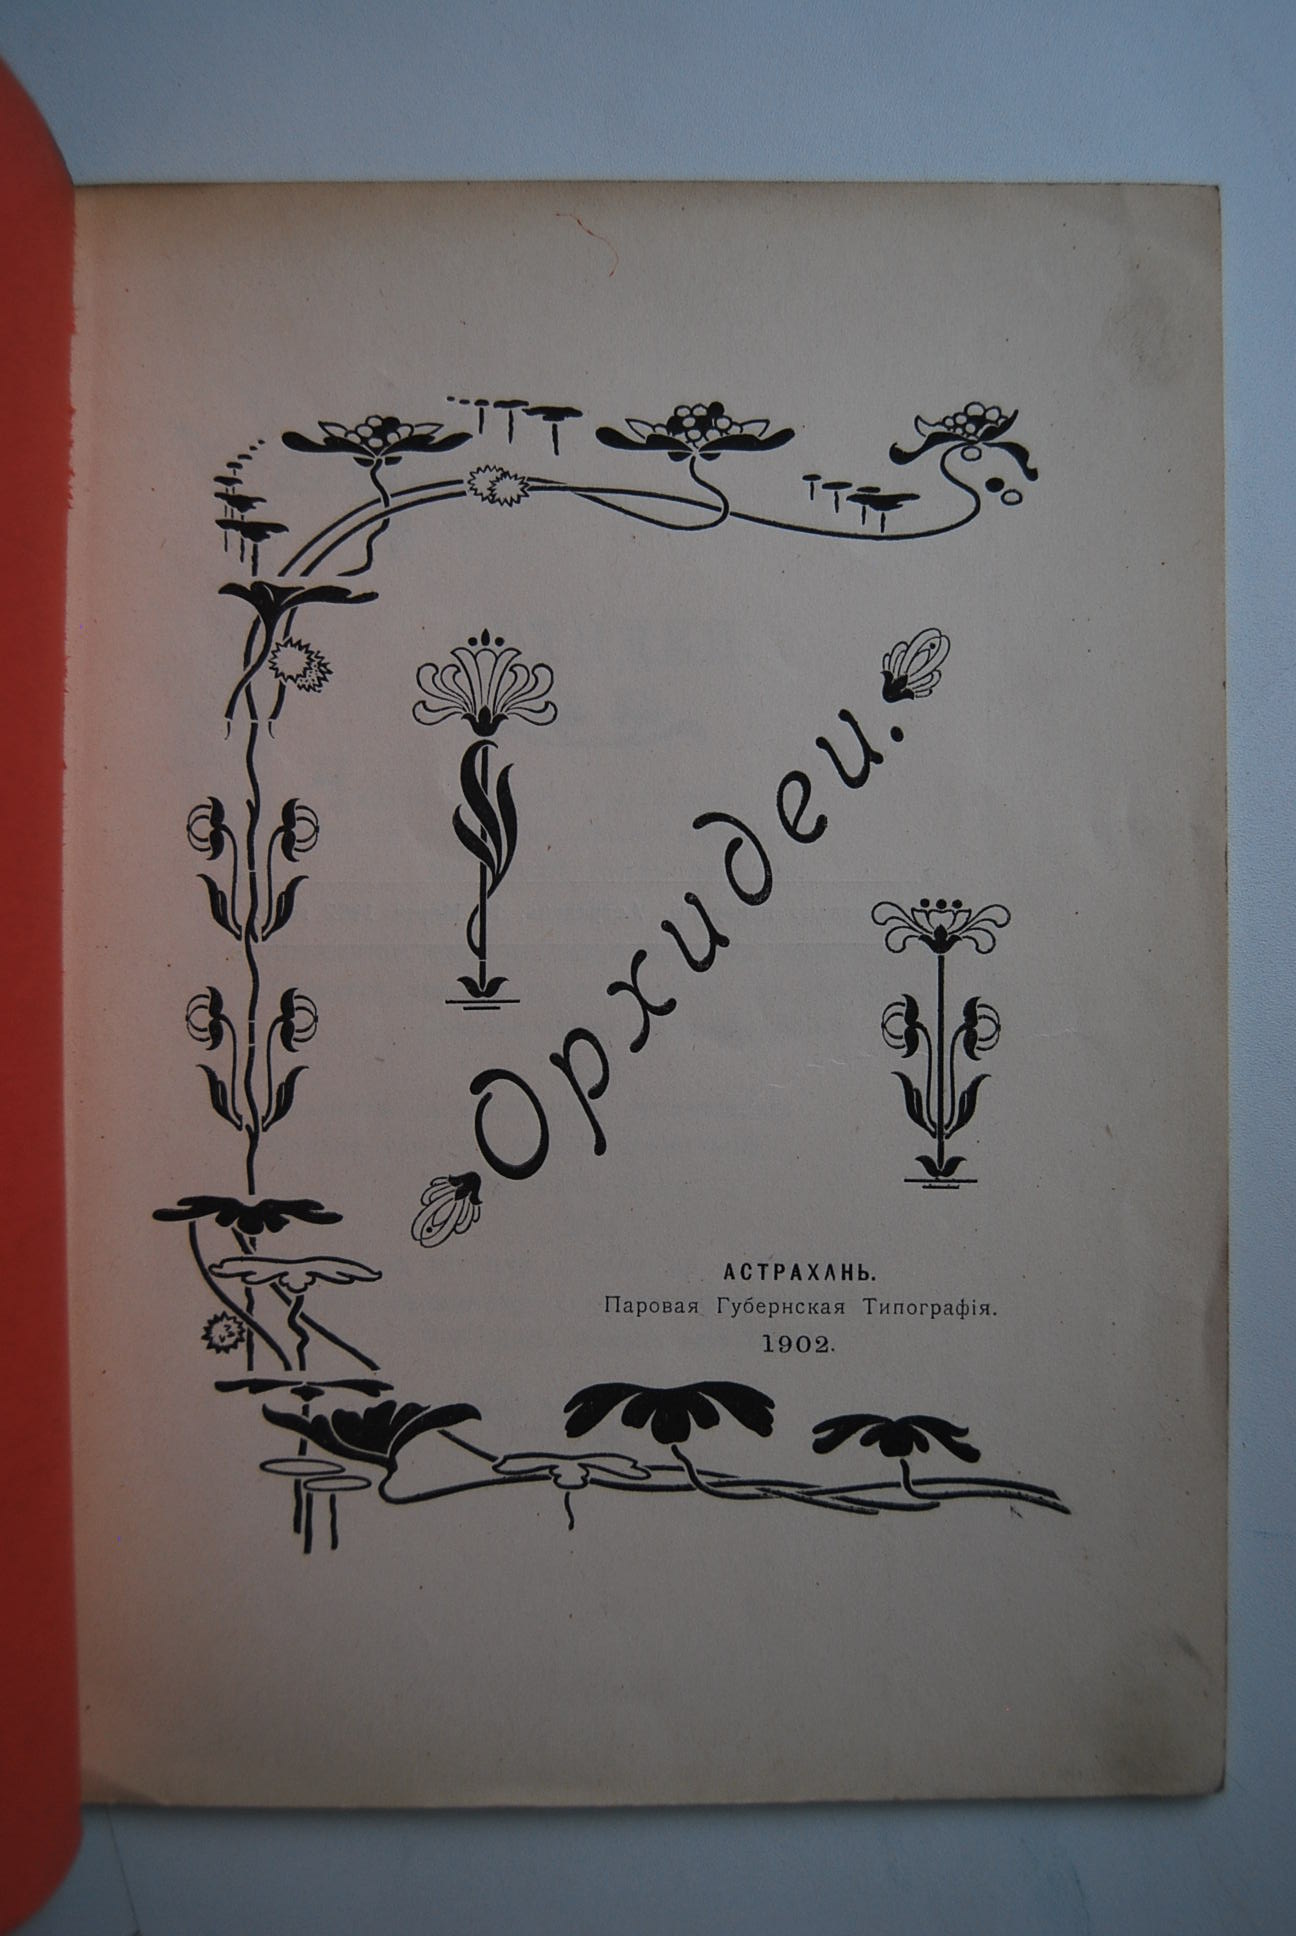 Орхидеи.
АСТРАХАНЬ.
Паровая Губернская Типографія.
1902.